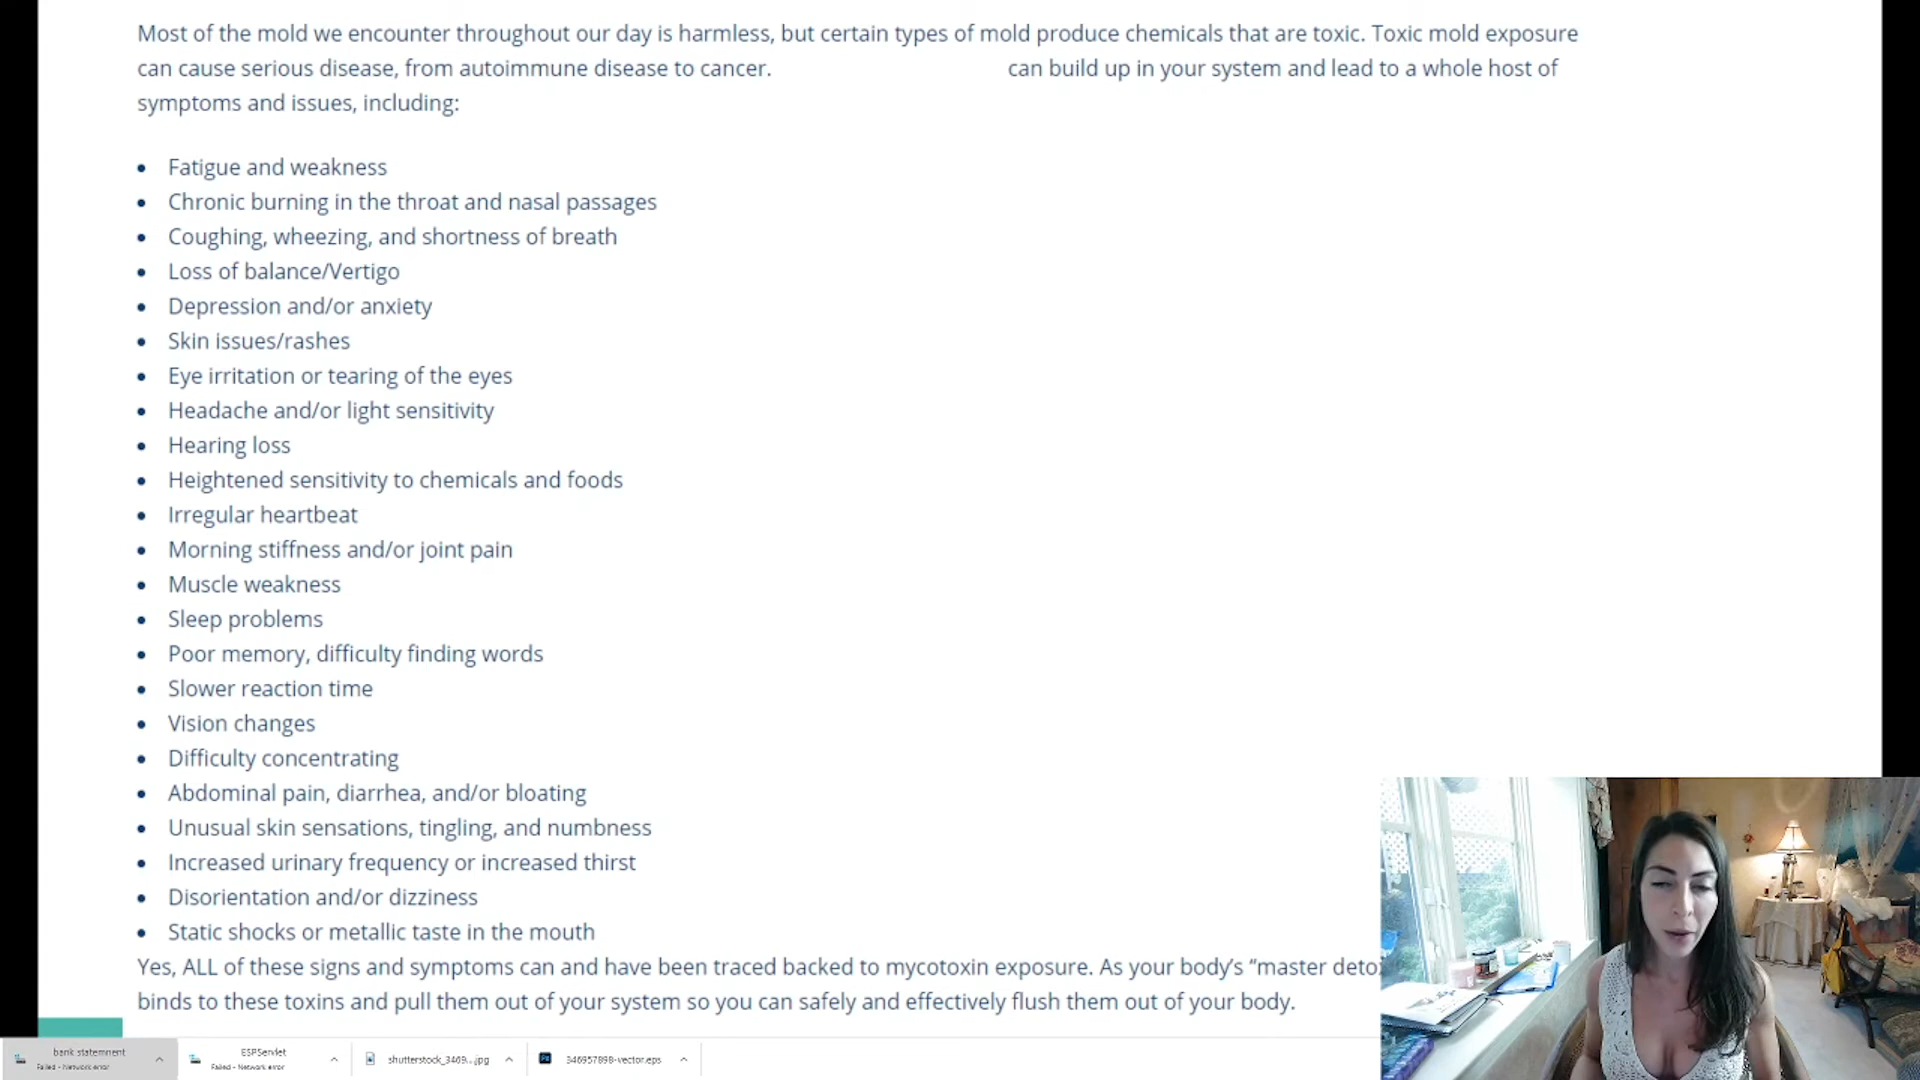 Most of the mold we encounter throughout our day is harmless, but certain types of mold produce chemicals that are toxic. Toxic mold exposure
can cause serious disease, from autoimmune disease to cancer. can build up in your system and lead to a whole host of
symptoms and issues, including:
• Fatigue and weakness
• Chronic burning in the throat and nasal passages
• Coughing, wheezing, and shortness of breath
• Loss of balance/Vertigo
• Depression and/or anxiety
• Skin issues/rashes
• Eye irritation or tearing of the eyes
• Headache and/or light sensitivity
• Hearing loss
• Heightened sensitivity to chemicals and foods
• Irregular heartbeat
• Morning stiffness and/or joint pain
• Muscle weakness
• Sleep problems
• Poor memory, difficulty finding words
• Slower reaction time
• Vision changes
• Difficulty concentrating
• Abdominal pain, diarrhea, and/or bloating
• Unusual skin sensations, tingling, and numbness
• Increased urinary frequency or increased thirst
• Disorientation and/or dizziness
• Static shocks or metallic taste in the mouth
Yes, ALL of these signs and symptoms can and have been traced backed to mycotoxin exposure. As your body's “master deto
binds to these toxins and pull them out of your system so you can safely and effectively flush them out of your body.
bank statemnent
Failed - Network error
ESPServlet
Failed - Network error
shutterstock_3469....jpg
346957898-vector.eps